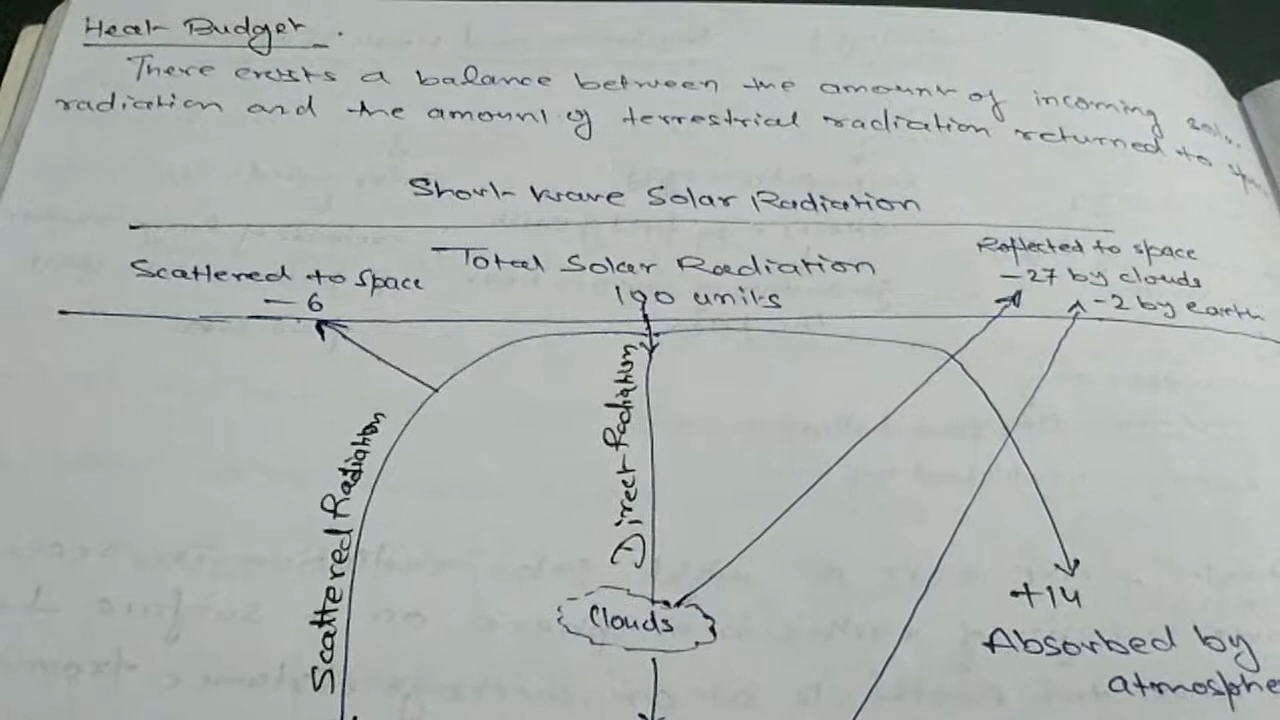 Heat Budget.
There exists a balance between the amount of incoming
radiation and the amount of terrestrial radiation returned to
Short-wave Solar Radiation
Total Solar Radiation
100 units
Scattered to space
-6
Reflected to space
-27 by clouds
-2 by earth
Scattered Radiation
Direct Radiation
Clouds
+14
Absorbed by
atmosphe